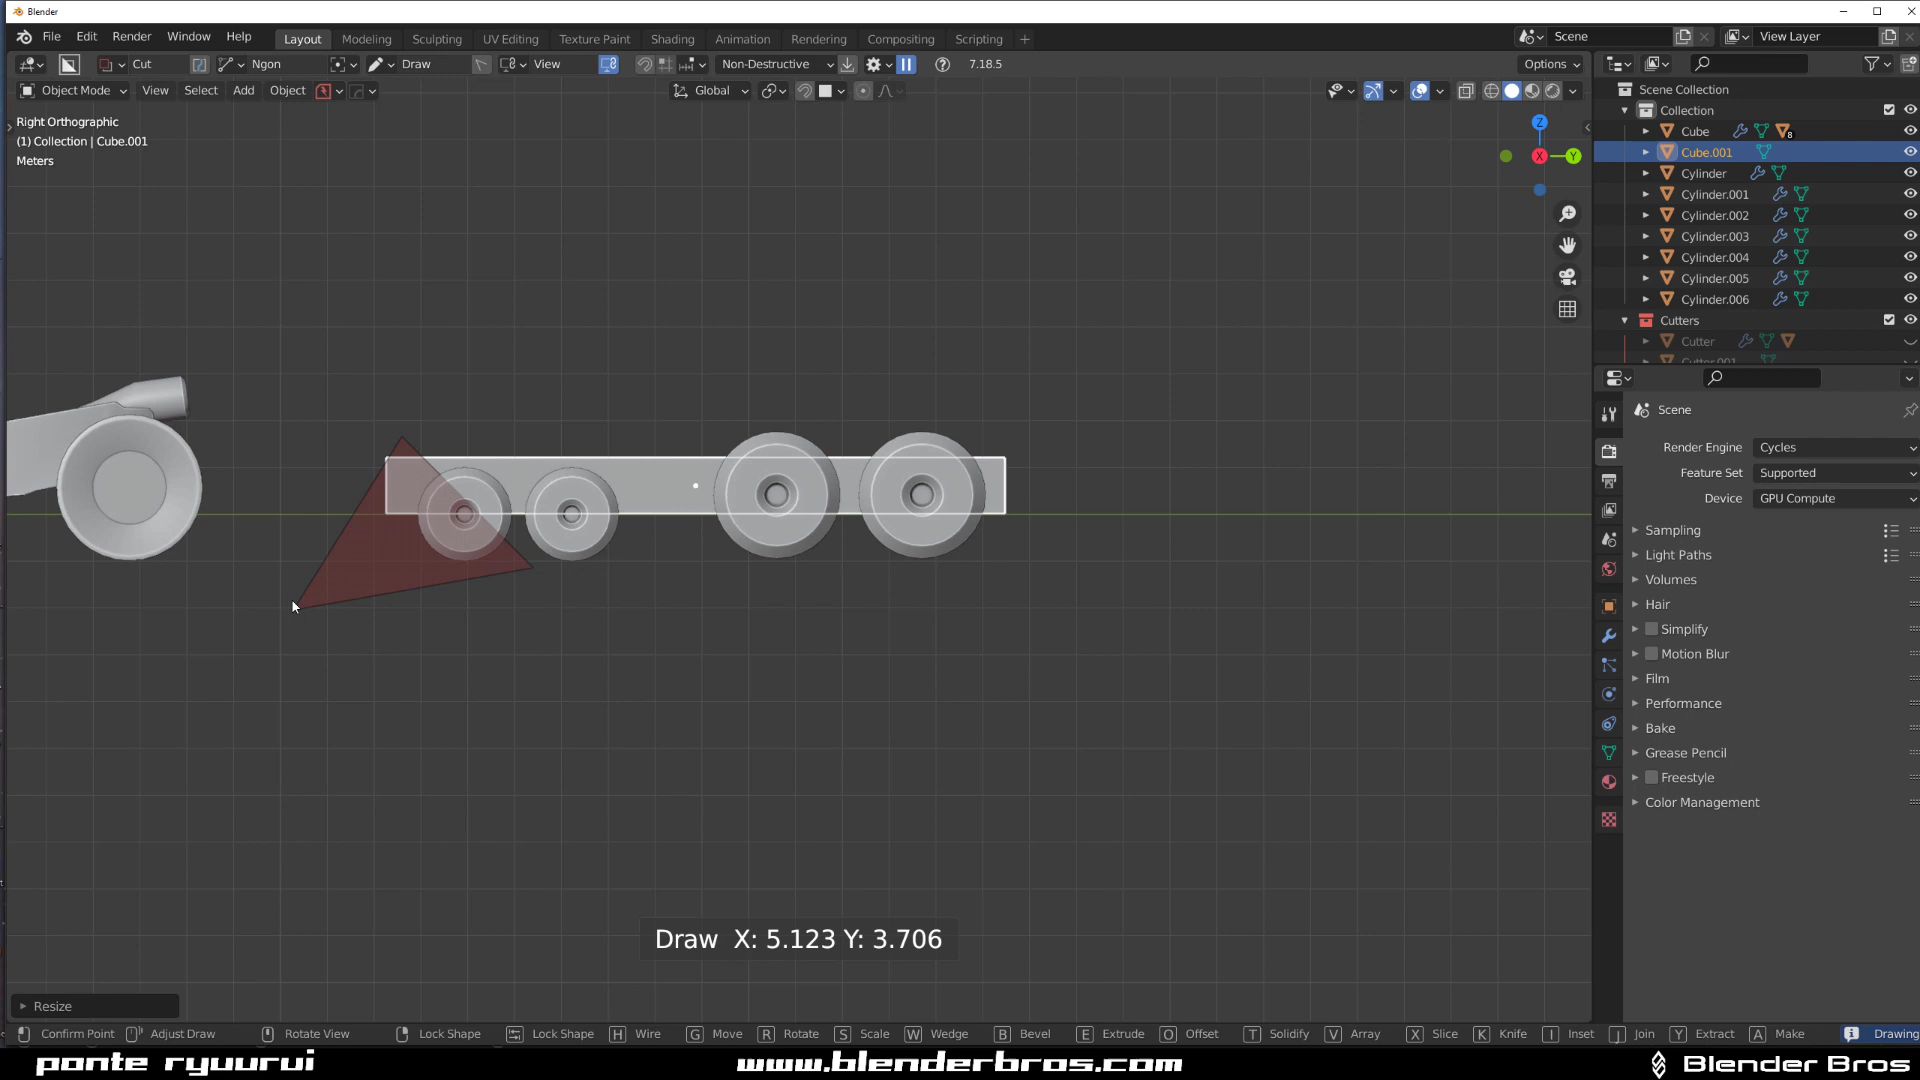 Blender
File Edit Render Window Help Layout Modeling Sculpting UV Editing Texture Paint Shading Animation Rendering Compositing Scripting + Scene View Layer
Cut Ngon Draw View Non-Destructive 7.18.5 Options
Object Mode View Select Add Object Global
Right Orthographic
(1) Collection | Cube.001
Meters
Z
X
Y
Scene Collection
Collection
Cube 8
Cube.001
Cylinder
Cylinder.001
Cylinder.002
Cylinder.003
Cylinder.004
Cylinder.005
Cylinder.006
Cutters
Cutter
Cutter.001
Scene
Render Engine Cycles
Feature Set Supported
Device GPU Compute
Sampling
Light Paths
Volumes
Hair
Simplify
Motion Blur
Film
Performance
Bake
Grease Pencil
Freestyle
Color Management
Draw X: 5.123 Y: 3.706
Resize
Confirm Point Adjust Draw Rotate View Lock Shape Lock Shape H Wire G Move R Rotate S Scale W Wedge B Bevel E Extrude O Offset T Solidify V Array X Slice K Knife I Inset J Join Y Extract A Make Drawing
ponte ryuurui www.blenderbros.com Blender Bros